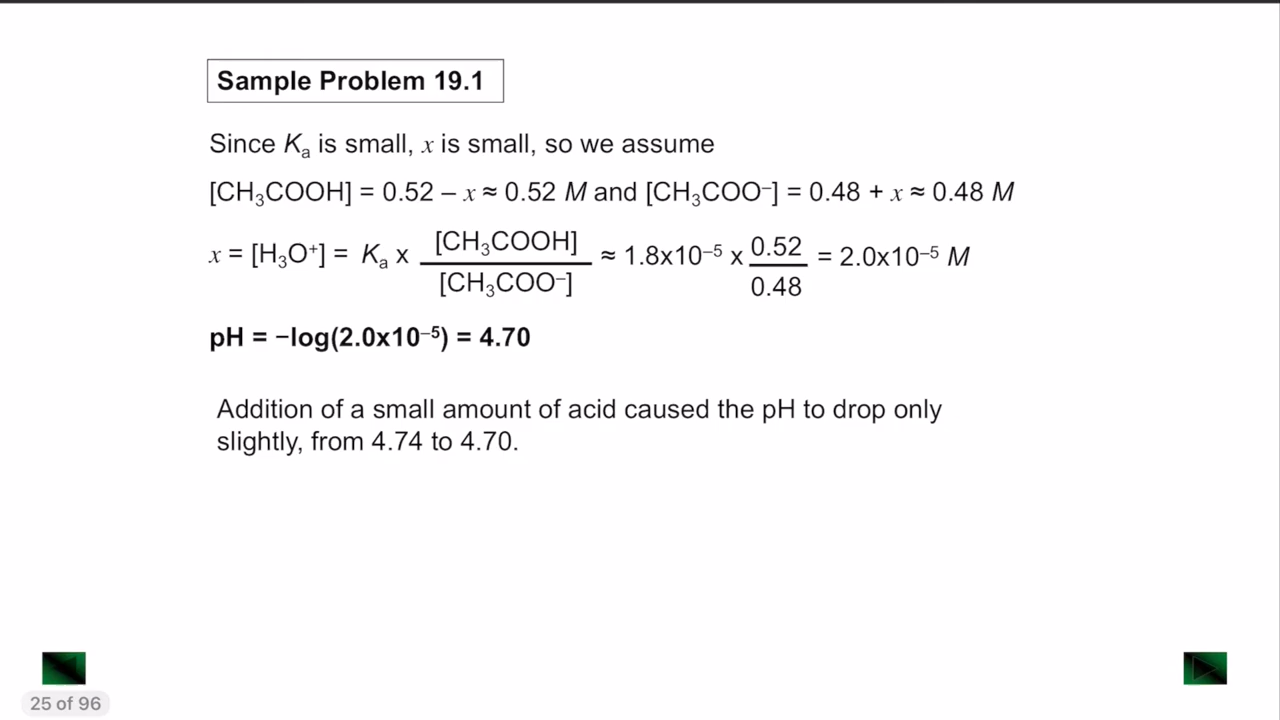 Sample Problem 19.1
Since Kₐ is small, x is small, so we assume
[CH₃COOH] = 0.52 – x ≈ 0.52 M and [CH₃COO⁻] = 0.48 + x ≈ 0.48 M
x = [H₃O⁺] = Kₐ x [CH₃COOH] / [CH₃COO⁻] ≈ 1.8x10⁻⁵ x 0.52 / 0.48 = 2.0x10⁻⁵ M
pH = −log(2.0x10⁻⁵) = 4.70
Addition of a small amount of acid caused the pH to drop only
slightly, from 4.74 to 4.70.
25 of 96